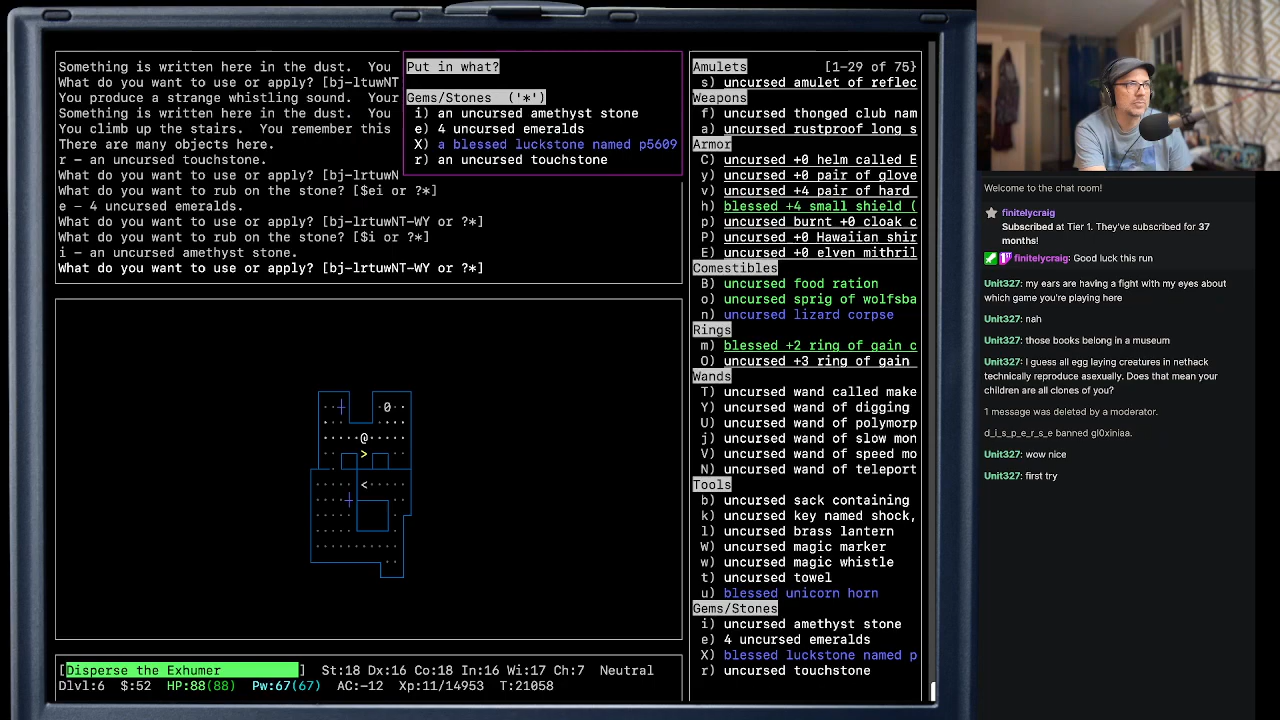 Something is written here in the dust.  You
What do you want to use or apply? [bj-ltuwNT
You produce a strange whistling sound.  Your
Something is written here in the dust.  You
You climb up the stairs.  You remember this
There are many objects here.
r - an uncursed touchstone.
What do you want to use or apply? [bj-lrtuwN
What do you want to rub on the stone? [$ei or ?*]
e - 4 uncursed emeralds.
What do you want to use or apply? [bj-lrtuwNT-WY or ?*]
What do you want to rub on the stone? [$i or ?*]
i - an uncursed amethyst stone.
What do you want to use or apply? [bj-lrtuwNT-WY or ?*]
Put in what?
Gems/Stones  ('*')
i) an uncursed amethyst stone
e) 4 uncursed emeralds
X) a blessed luckstone named p5609
r) an uncursed touchstone
Amulets [1-29 of 75}
s) uncursed amulet of reflec
Weapons
f) uncursed thonged club nam
a) uncursed rustproof long s
Armor
C) uncursed +0 helm called E
y) uncursed +0 pair of glove
v) uncursed +4 pair of hard
h) blessed +4 small shield (
p) uncursed burnt +0 cloak c
P) uncursed +0 Hawaiian shir
E) uncursed +0 elven mithril
Comestibles
B) uncursed food ration
o) uncursed sprig of wolfsba
n) uncursed lizard corpse
Rings
m) blessed +2 ring of gain c
O) uncursed +3 ring of gain
Wands
T) uncursed wand called make
Y) uncursed wand of digging
U) uncursed wand of polymorp
j) uncursed wand of slow mon
V) uncursed wand of speed mo
N) uncursed wand of teleport
Tools
b) uncursed sack containing
k) uncursed key named shock,
l) uncursed brass lantern
W) uncursed magic marker
w) uncursed magic whistle
t) uncursed towel
u) blessed unicorn horn
Gems/Stones
i) uncursed amethyst stone
e) 4 uncursed emeralds
X) blessed luckstone named p
r) uncursed touchstone
[Disperse the Exhumer] St:18 Dx:16 Co:18 In:16 Wi:17 Ch:7 Neutral
Dlvl:6 $:52 HP:88(88) Pw:67(67) AC:-12 Xp:11/14953 T:21058
Welcome to the chat room!
finitelycraig
Subscribed at Tier 1. They've subscribed for 37
months!
finitelycraig: Good luck this run
Unit327: my ears are having a fight with my eyes about
which game you're playing here
Unit327: nah
Unit327: those books belong in a museum
Unit327: I guess all egg laying creatures in nethack
technically reproduce asexually. Does that mean your
children are all clones of you?
1 message was deleted by a moderator.
d_i_s_p_e_r_s_e banned gl0xiniaa.
Unit327: wow nice
Unit327: first try